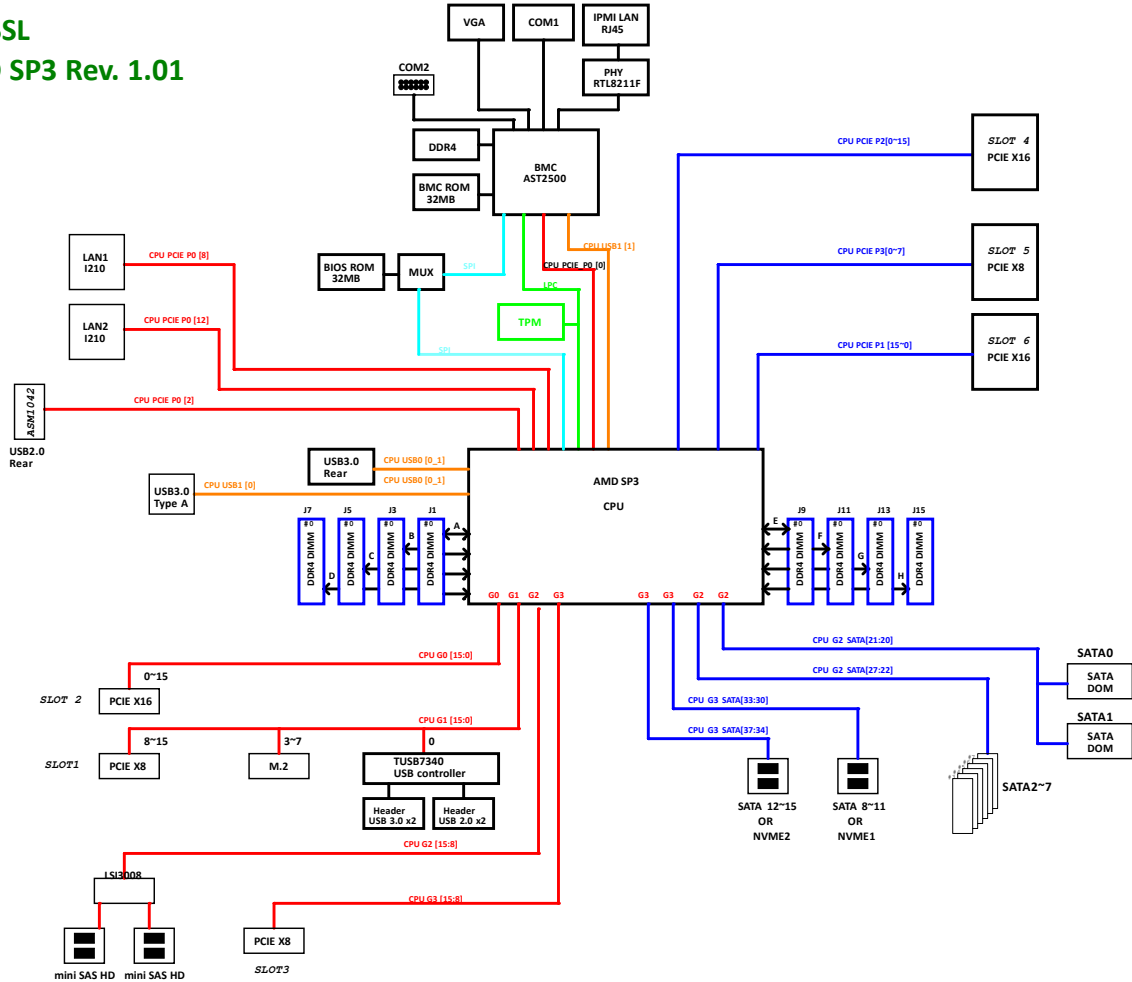 SL
SP3 Rev. 1.01
VGA
COM1
IPMI LAN
RJ45
COM2
PHY
RTL8211F
DDR4
BMC
AST2500
BMC ROM
32MB
CPU PCIE P2[0~15]
SLOT 4
PCIE X16
CPU USB1 [1]
LAN1
I210
CPU PCIE P0 [8]
BIOS ROM
32MB
MUX
SPI
CPU PCIE P0 [0]
LPC
CPU PCIE P3[0~7]
SLOT 5
PCIE X8
LAN2
I210
CPU PCIE P0 [12]
TPM
SPI
CPU PCIE P1 [15~0]
SLOT 6
PCIE X16
ASM1042
CPU PCIE P0 [2]
USB2.0
Rear
USB3.0
Rear
CPU USB0 [0_1]
CPU USB0 [0_1]
USB3.0
Type A
CPU USB1 [0]
AMD SP3
CPU
J7
J5
J3
J1
J9
J11
J13
J15
#0
#0
#0
#0
#0
#0
#0
#0
DDR4 DIMM
DDR4 DIMM
DDR4 DIMM
DDR4 DIMM
DDR4 DIMM
DDR4 DIMM
DDR4 DIMM
DDR4 DIMM
A
B
C
D
E
F
G
H
G0
G1
G2
G3
G3
G3
G2
G2
CPU G0 [15:0]
0~15
SLOT 2
PCIE X16
CPU G1 [15:0]
8~15
3~7
0
SLOT1
PCIE X8
M.2
TUSB7340
USB controller
Header
USB 3.0 x2
Header
USB 2.0 x2
CPU G2 [15:8]
LSI3008
mini SAS HD
mini SAS HD
CPU G3 [15:8]
PCIE X8
SLOT3
CPU G2 SATA[21:20]
SATA0
SATA
DOM
CPU G2 SATA[27:22]
CPU G3 SATA[33:30]
SATA1
SATA
DOM
CPU G3 SATA[37:34]
SATA2~7
SATA 12~15
OR
NVME2
SATA 8~11
OR
NVME1